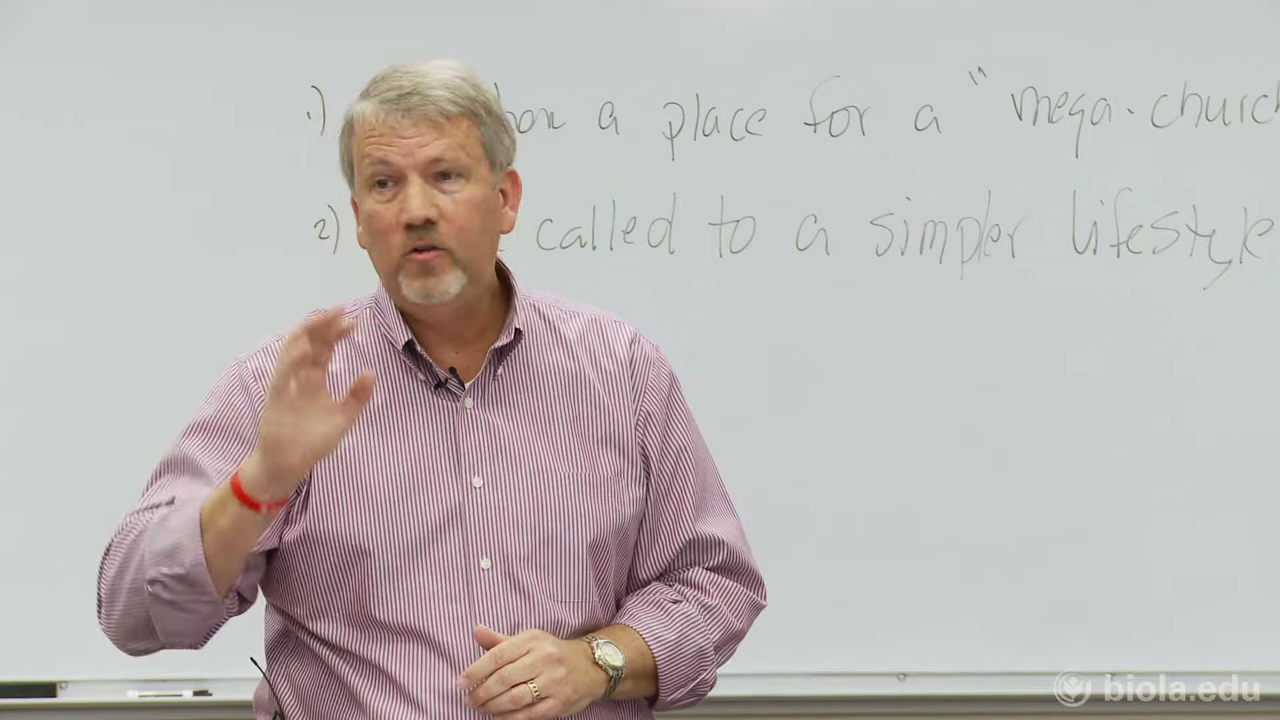 1) a place for a "mega-church
2) called to a simpler lifestyle
biola.edu